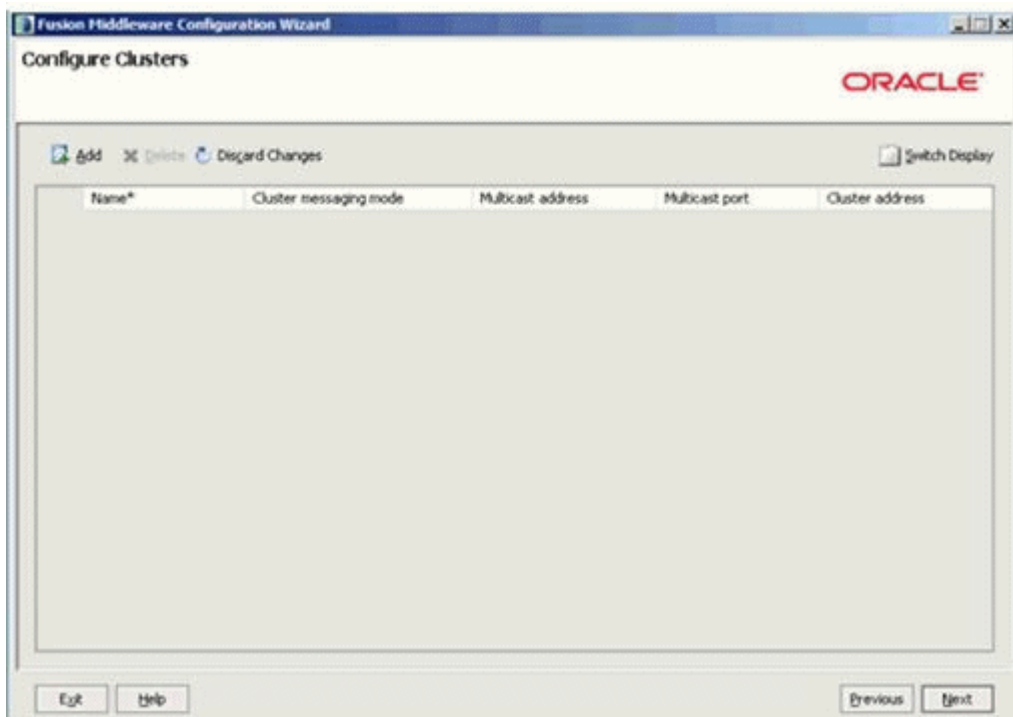 Fusion Middleware Configuration Wizard
Configure Clusters
ORACLE
Add Delete Discard Changes Switch Display
Name* Cluster messaging mode Multicast address Multicast port Cluster address
Exit Help Previous Next